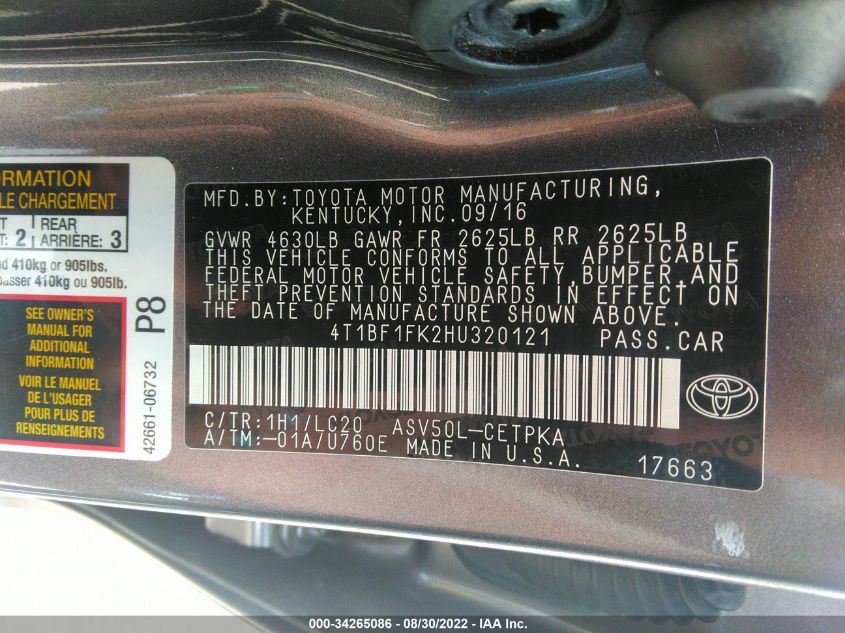 ORMATION
LE CHARGEMENT
T 2 REAR ARRIÈRE: 3
ed 410kg or 905lbs.
passer 410kg ou 905lb.
SEE OWNER'S
MANUAL FOR
ADDITIONAL
INFORMATION
VOIR LE MANUEL
DE L'USAGER
POUR PLUS DE
RENSEIGNEMENTS
P8
42661-06732
MFD.BY:TOYOTA MOTOR MANUFACTURING,
KENTUCKY,INC.09/16
GVWR 4630LB GAWR FR 2625LB RR 2625LB
THIS VEHICLE CONFORMS TO ALL APPLICABLE
FEDERAL MOTOR VEHICLE SAFETY,BUMPER,AND
THEFT PREVENTION STANDARDS IN EFFECT ON
THE DATE OF MANUFACTURE SHOWN ABOVE.
4T1BF1FK2HU320121 PASS.CAR
C/TR:1H1/LC20 ASV50L-CETPKA
A/TM:-01A/U760E MADE IN U.S.A.
17663
000-34265086 - 08/30/2022 - IAA Inc.